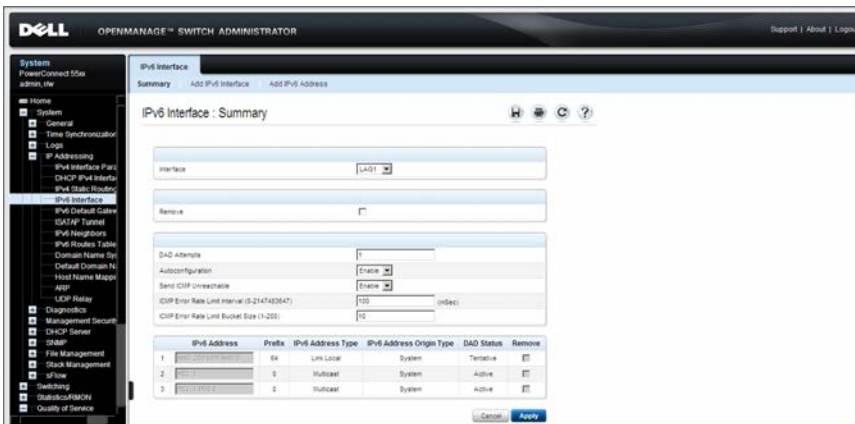 DELL OPENMANAGE™ SWITCH ADMINISTRATOR
Support | About |
System
PowerConnect 55xx
admin, r/w
Home
System
General
Time Synchronization
Logs
IP Addressing
IPv4 Interface Para
DHCP IPv4 Interfa
IPv4 Static Routing
IPv6 Interface
IPv6 Default Gatew
ISATAP Tunnel
IPv6 Neighbors
IPv6 Routes Table
Domain Name Sys
Default Domain N
Host Name Mappi
ARP
UDP Relay
Diagnostics
Management Securit
DHCP Server
SNMP
File Management
Stack Management
sFlow
Switching
Statistics/RMON
Quality of Service
IPv6 Interface
Summary Add IPv6 Interface Add IPv6 Address
IPv6 Interface : Summary
Interface LAG1
Remove
DAD Attempts 1
Autoconfiguration Enable
Send ICMP Unreachable Enable
ICMP Error Rate Limit Interval (0-2147483647) 100 (mSec)
ICMP Error Rate Limit Bucket Size (1-200) 10
IPv6 Address Prefix IPv6 Address Type IPv6 Address Origin Type DAD Status Remove
1 64 Link Local System Tentative
2 0 Multicast System Active
3 0 Multicast System Active
Cancel Apply